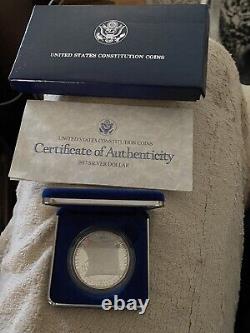 UNITED STATES CONSTITUTION COINS
UNITED STATES CONSTITUTION COINS
Certificate of Authenticity
1987 SILVER DOLLAR